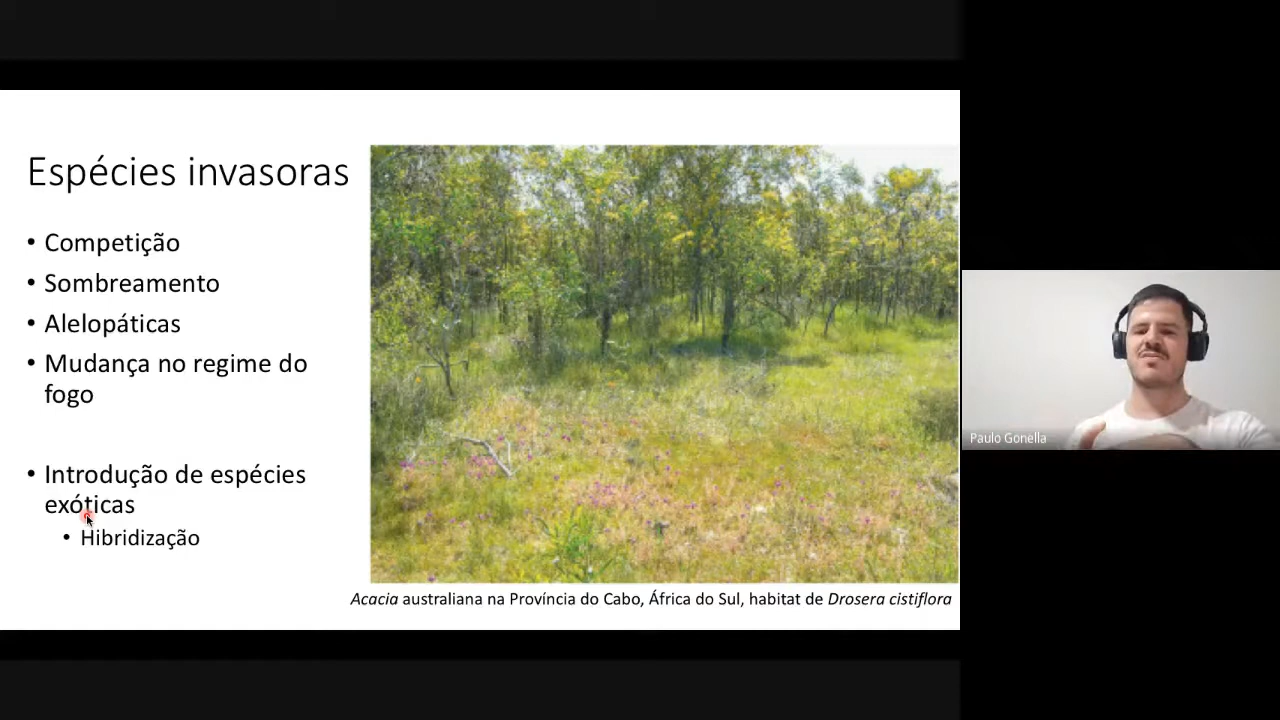 Espécies invasoras
• Competição
• Sombreamento
• Alelopáticas
• Mudança no regime do
fogo
• Introdução de espécies
exóticas
• Hibridização
Acacia australiana na Província do Cabo, África do Sul, habitat de Drosera cistiflora
Paulo Gonella